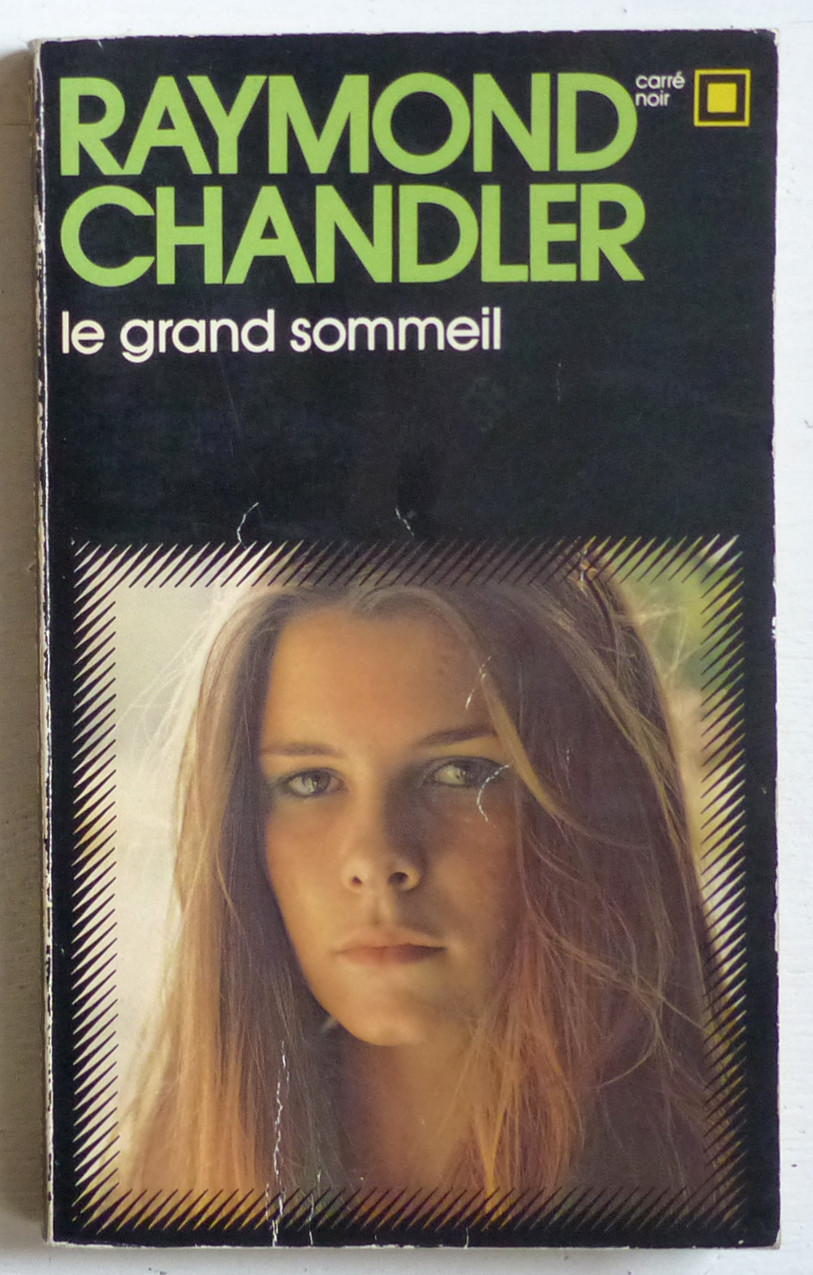 RAYMOND
CHANDLER
carré
noir
le grand sommeil